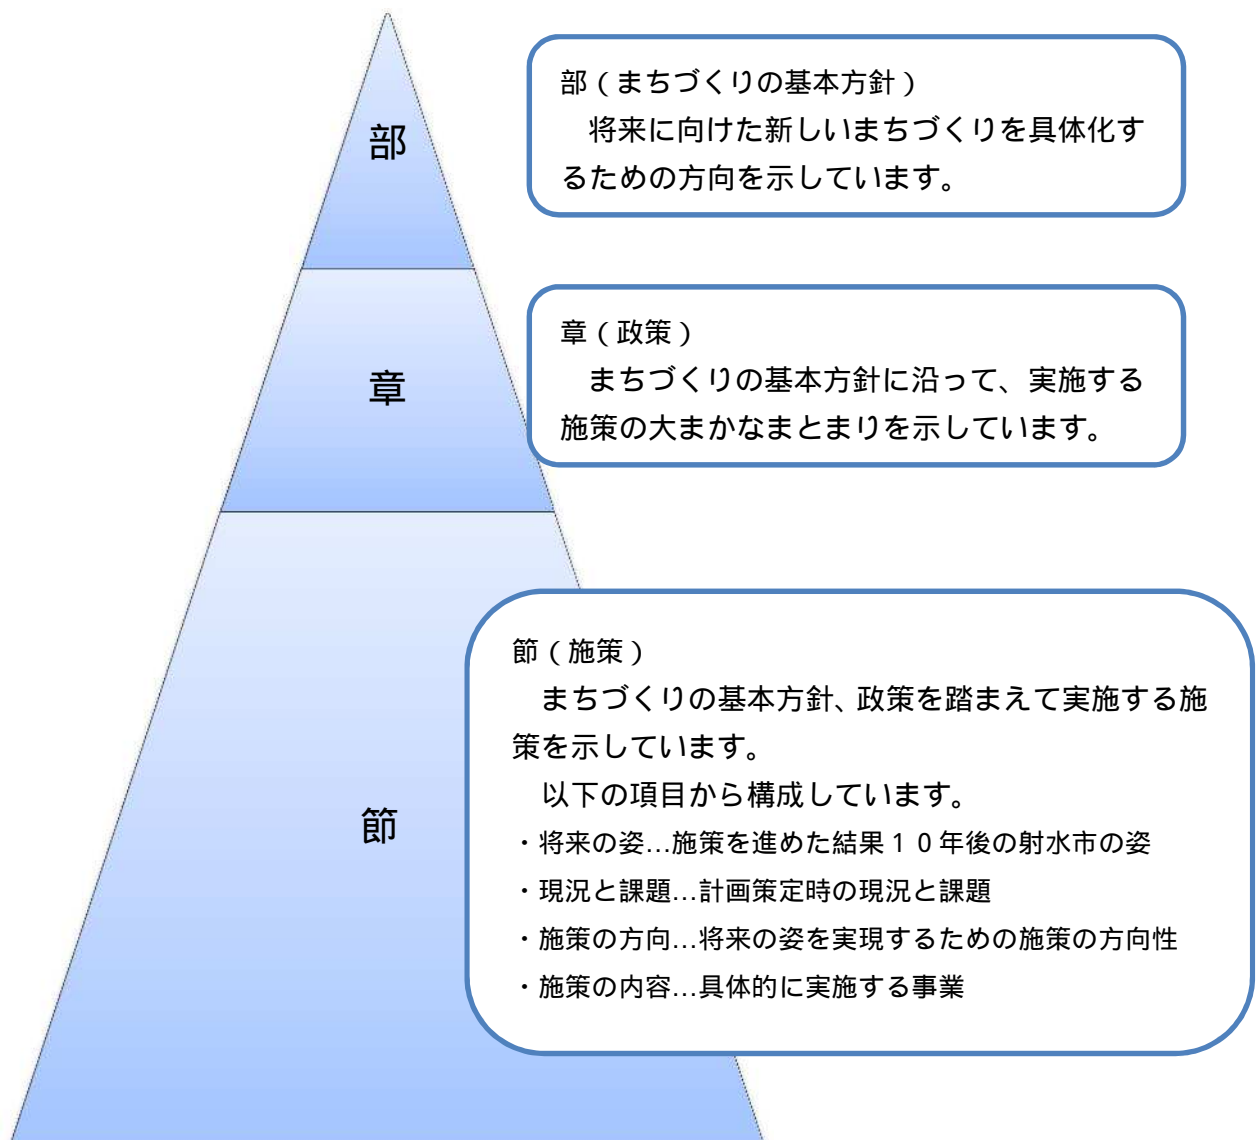 部
部（まちづくりの基本方針）
　将来に向けた新しいまちづくりを具体化す
るための方向を示しています。
章
章（政策）
　まちづくりの基本方針に沿って、実施する
施策の大まかなまとまりを示しています。
節
節（施策）
　まちづくりの基本方針、政策を踏まえて実施する施
策を示しています。
　以下の項目から構成しています。
・将来の姿…施策を進めた結果１０年後の射水市の姿
・現況と課題…計画策定時の現況と課題
・施策の方向…将来の姿を実現するための施策の方向性
・施策の内容…具体的に実施する事業